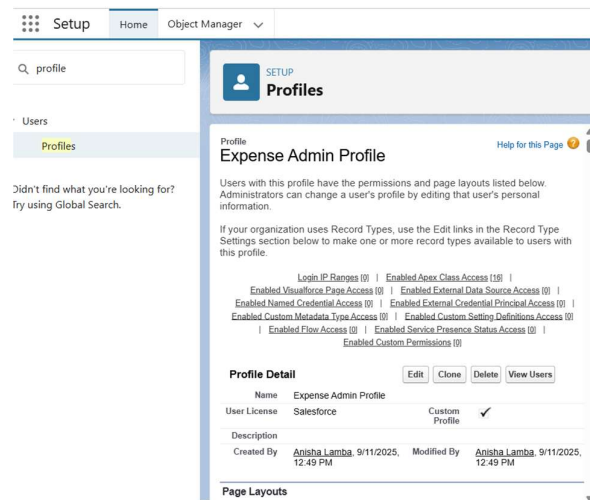 Setup Home Object Manager
profile
Users
Profiles
Didn't find what you're looking for?
Try using Global Search.
SETUP
Profiles
Profile
Expense Admin Profile
Help for this Page
Users with this profile have the permissions and page layouts listed below.
Administrators can change a user's profile by editing that user's personal
information.
If your organization uses Record Types, use the Edit links in the Record Type
Settings section below to make one or more record types available to users with
this profile.
Login IP Ranges [0] | Enabled Apex Class Access [16] |
Enabled Visualforce Page Access [0] | Enabled External Data Source Access [0] |
Enabled Named Credential Access [0] | Enabled External Credential Principal Access [0] |
Enabled Custom Metadata Type Access [0] | Enabled Custom Setting Definitions Access [0]
| Enabled Flow Access [0] | Enabled Service Presence Status Access [0] |
Enabled Custom Permissions [0]
Profile Detail Edit Clone Delete View Users
Name Expense Admin Profile
User License Salesforce Custom
Profile
Description
Created By Anisha Lamba, 9/11/2025, Modified By Anisha Lamba, 9/11/2025,
12:49 PM 12:49 PM
Page Layouts